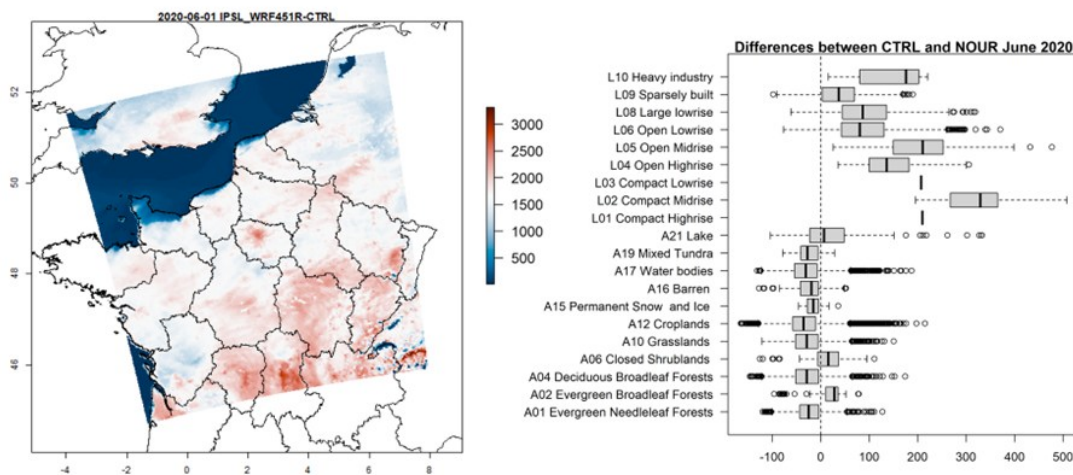 2020-06-01 IPSL_WRF451R-CTRL
52
50
48
46
-4
-2
0
2
4
6
8
3000
2500
2000
1500
1000
500
Differences between CTRL and NOUR June 2020
L10 Heavy industry
L09 Sparsely built
L08 Large lowrise
L06 Open Lowrise
L05 Open Midrise
L04 Open Highrise
L03 Compact Lowrise
L02 Compact Midrise
L01 Compact Highrise
A21 Lake
A19 Mixed Tundra
A17 Water bodies
A16 Barren
A15 Permanent Snow and Ice
A12 Croplands
A10 Grasslands
A06 Closed Shrublands
A04 Deciduous Broadleaf Forests
A02 Evergreen Broadleaf Forests
A01 Evergreen Needleleaf Forests
-100
0
100
200
300
400
500